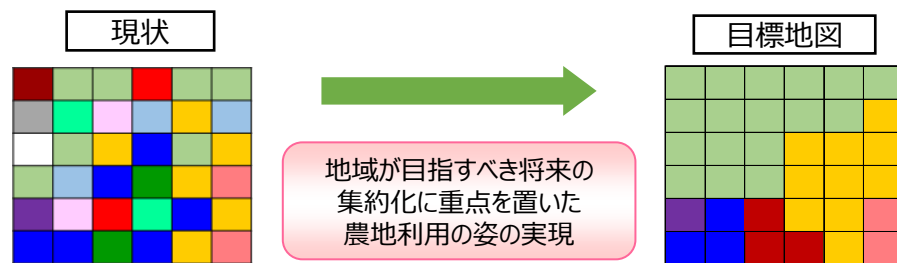 現状
目標地図
地域が目指すべき将来の
集約化に重点を置いた
農地利用の姿の実現